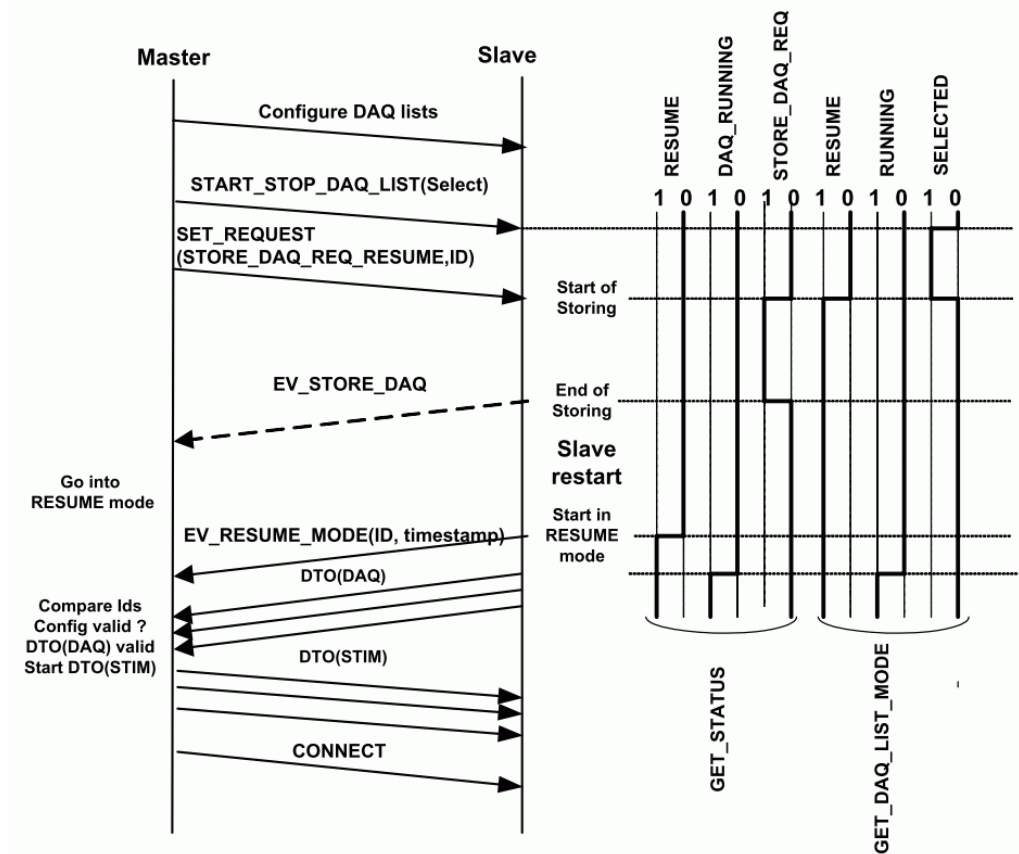 Master
Slave
Configure DAQ lists
START_STOP_DAQ_LIST(Select)
SET_REQUEST
(STORE_DAQ_REQ_RESUME,ID)
EV_STORE_DAQ
Go into
RESUME mode
EV_RESUME_MODE(ID, timestamp)
DTO(DAQ)
Compare Ids
Config valid ?
DTO(DAQ) valid
Start DTO(STIM)
DTO(STIM)
CONNECT
Start of
Storing
End of
Storing
Slave
restart
Start in
RESUME
mode
RESUME
DAQ_RUNNING
STORE_DAQ_REQ
RESUME
RUNNING
SELECTED
1 0 1 0 1 0 1 0 1 0 1 0
GET_STATUS
GET_DAQ_LIST_MODE